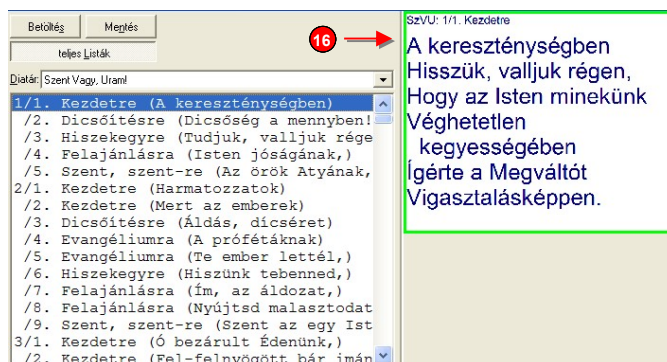 Betöltés Mentés
teljes Listák
Diatár: Szent Vagy, Uram!
1/1. Kezdetre (A kereszténységben)
/2. Dicsőítésre (Dicsőség a mennyben!
/3. Hiszekegyre (Tudjuk, valljuk rége
/4. Felajánlásra (Isten jóságának,)
/5. Szent, szent-re (Az örök Atyának,
2/1. Kezdetre (Harmatozzatok)
/2. Kezdetre (Mert az emberek)
/3. Dicsőítésre (Áldás, dícséret)
/4. Evangéliumra (A prófétáknak)
/5. Evangéliumra (Te ember lettél,)
/6. Hiszekegyre (Hiszünk tebenned,)
/7. Felajánlásra (Ím, az áldozat,)
/8. Felajánlásra (Nyújtsd malasztodat
/9. Szent, szent-re (Szent az egy Ist
3/1. Kezdetre (Ó bezárult Édenünk,)
/2. Kezdetre (Fel-felnyögött bár imán
16
SzVU: 1/1. Kezdetre
A kereszténységben
Hisszük, valljuk régen,
Hogy az Isten minekünk
Véghetetlen
kegyességében
Ígérte a Megváltót
Vigasztalásképpen.